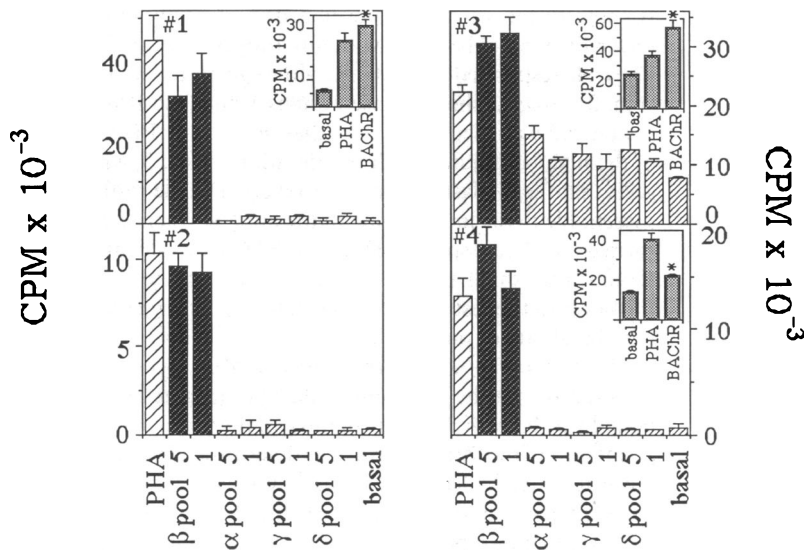 CPM x 10⁻³
#1
40
20
0
CPM x 10⁻³
30
10
basal
PHA
BAChR
*
#2
10
5
0
PHA
β pool 5
1
α pool 5
1
γ pool 5
1
δ pool 5
1
basal
#3
30
20
10
0
CPM x 10⁻³
60
40
20
bas
PHA
BAChR
*
#4
20
10
0
CPM x 10⁻³
40
20
basal
PHA
BAChR
*
PHA
β pool 5
1
α pool 5
1
γ pool 5
1
δ pool 5
1
basal
CPM x 10⁻³